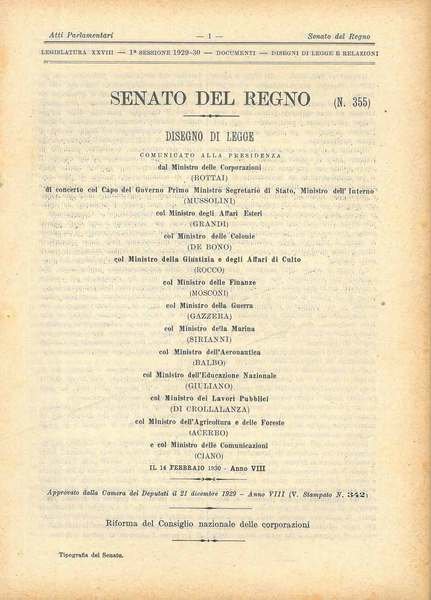 Atti Parlamentari — 1 — Senato del Regno
LEGISLATURA XXVIII — 1ª SESSIONE 1929-30 — DOCUMENTI — DISEGNI DI LEGGE E RELAZIONI
SENATO DEL REGNO (N. 355)
DISEGNO DI LEGGE
COMUNICATO ALLA PRESIDENZA
dal Ministro delle Corporazioni
(BOTTAI)
di concerto col Capo del Governo Primo Ministro Segretario di Stato, Ministro dell'Interno
(MUSSOLINI)
col Ministro degli Affari Esteri
(GRANDI)
col Ministro delle Colonie
(DE BONO)
col Ministro della Giustizia e degli Affari di Culto
(ROCCO)
col Ministro delle Finanze
(MOSCONI)
col Ministro della Guerra
(GAZZERA)
col Ministro della Marina
(SIRIANNI)
col Ministro dell'Aeronautica
(BALBO)
col Ministro dell'Educazione Nazionale
(GIULIANO)
col Ministro dei Lavori Pubblici
(DI CROLLALANZA)
col Ministro dell'Agricoltura e delle Foreste
(ACERBO)
e col Ministro delle Comunicazioni
(CIANO)
IL 14 FEBBRAIO 1930 - Anno VIII
Approvato dalla Camera dei Deputati il 21 dicembre 1929 - Anno VIII (V. Stampato N. 342)
Riforma del Consiglio nazionale delle corporazioni
Tipografia del Senato.